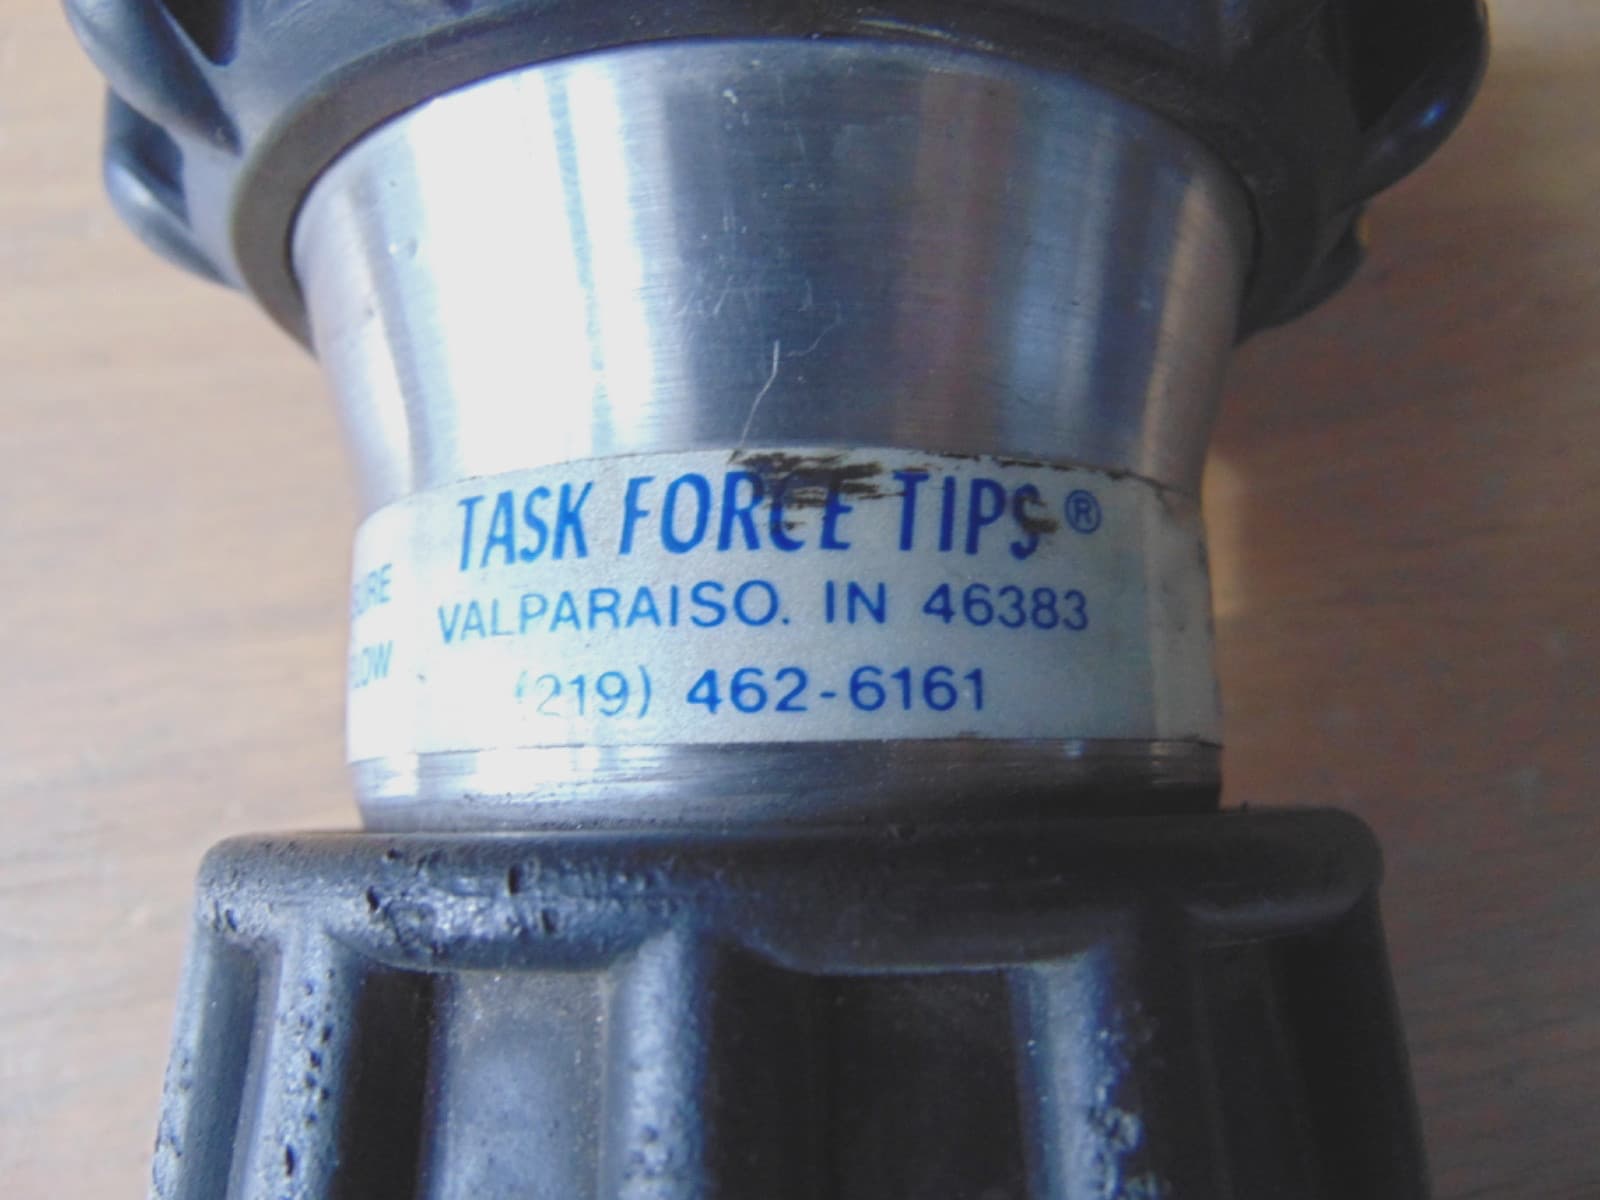 TASK FORCE TIPS®
VALPARAISO. IN 46383
(219) 462-6161